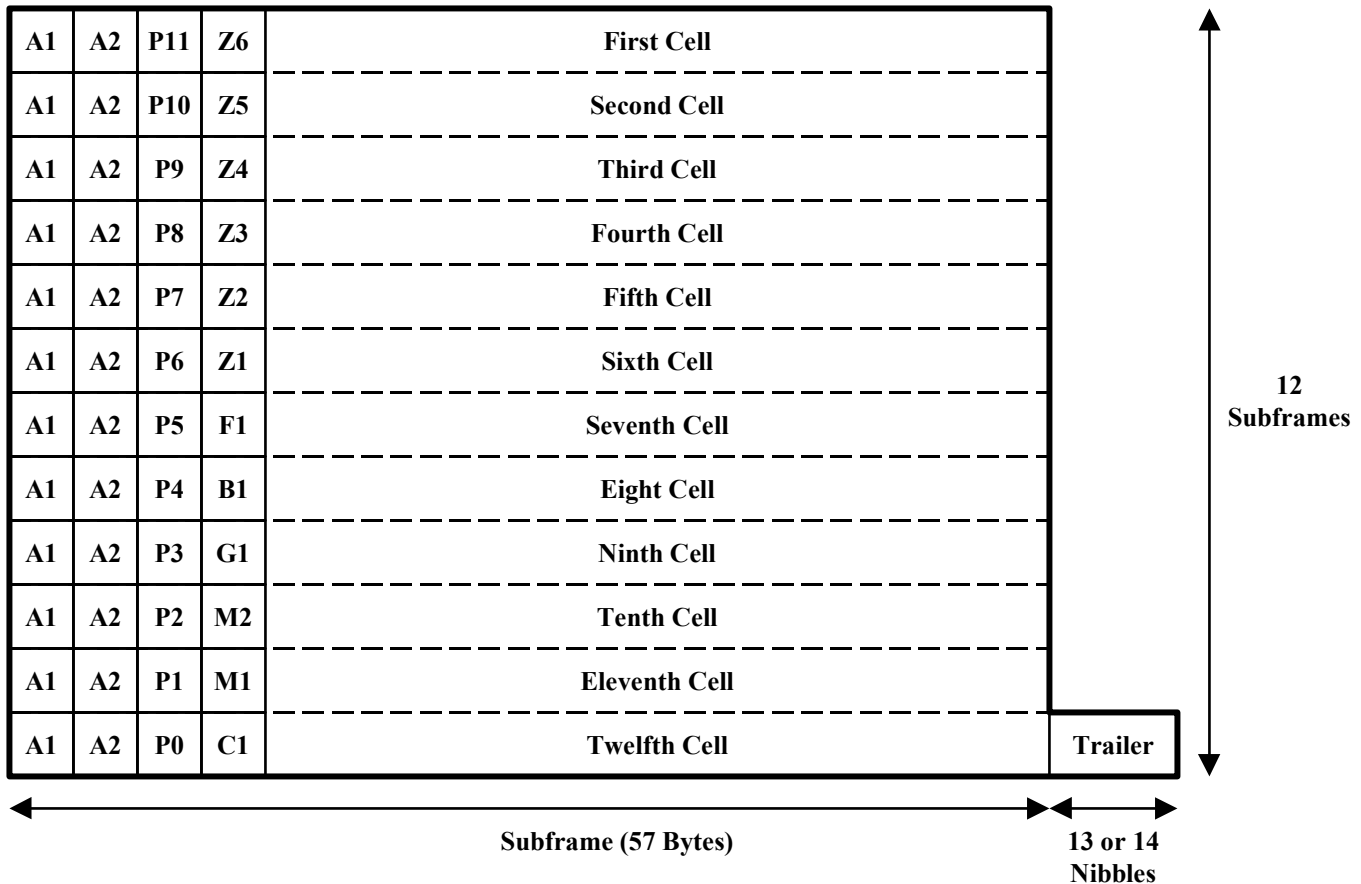 A1 A2 P11 Z6 First Cell
A1 A2 P10 Z5 Second Cell
A1 A2 P9 Z4 Third Cell
A1 A2 P8 Z3 Fourth Cell
A1 A2 P7 Z2 Fifth Cell
A1 A2 P6 Z1 Sixth Cell
12
Subframes
A1 A2 P5 F1 Seventh Cell
A1 A2 P4 B1 Eight Cell
A1 A2 P3 G1 Ninth Cell
A1 A2 P2 M2 Tenth Cell
A1 A2 P1 M1 Eleventh Cell
A1 A2 P0 C1 Twelfth Cell Trailer
Subframe (57 Bytes)
13 or 14
Nibbles